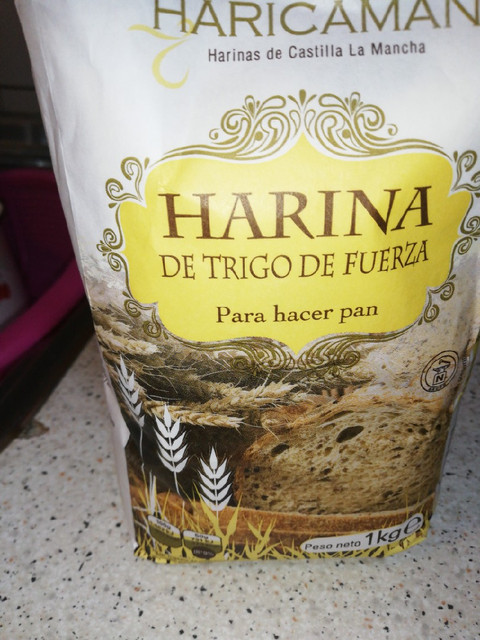 HARICAMAN
Harinas de Castilla La Mancha
HARINA
DE TRIGO DE FUERZA
Para hacer pan
Peso neto 1kg e